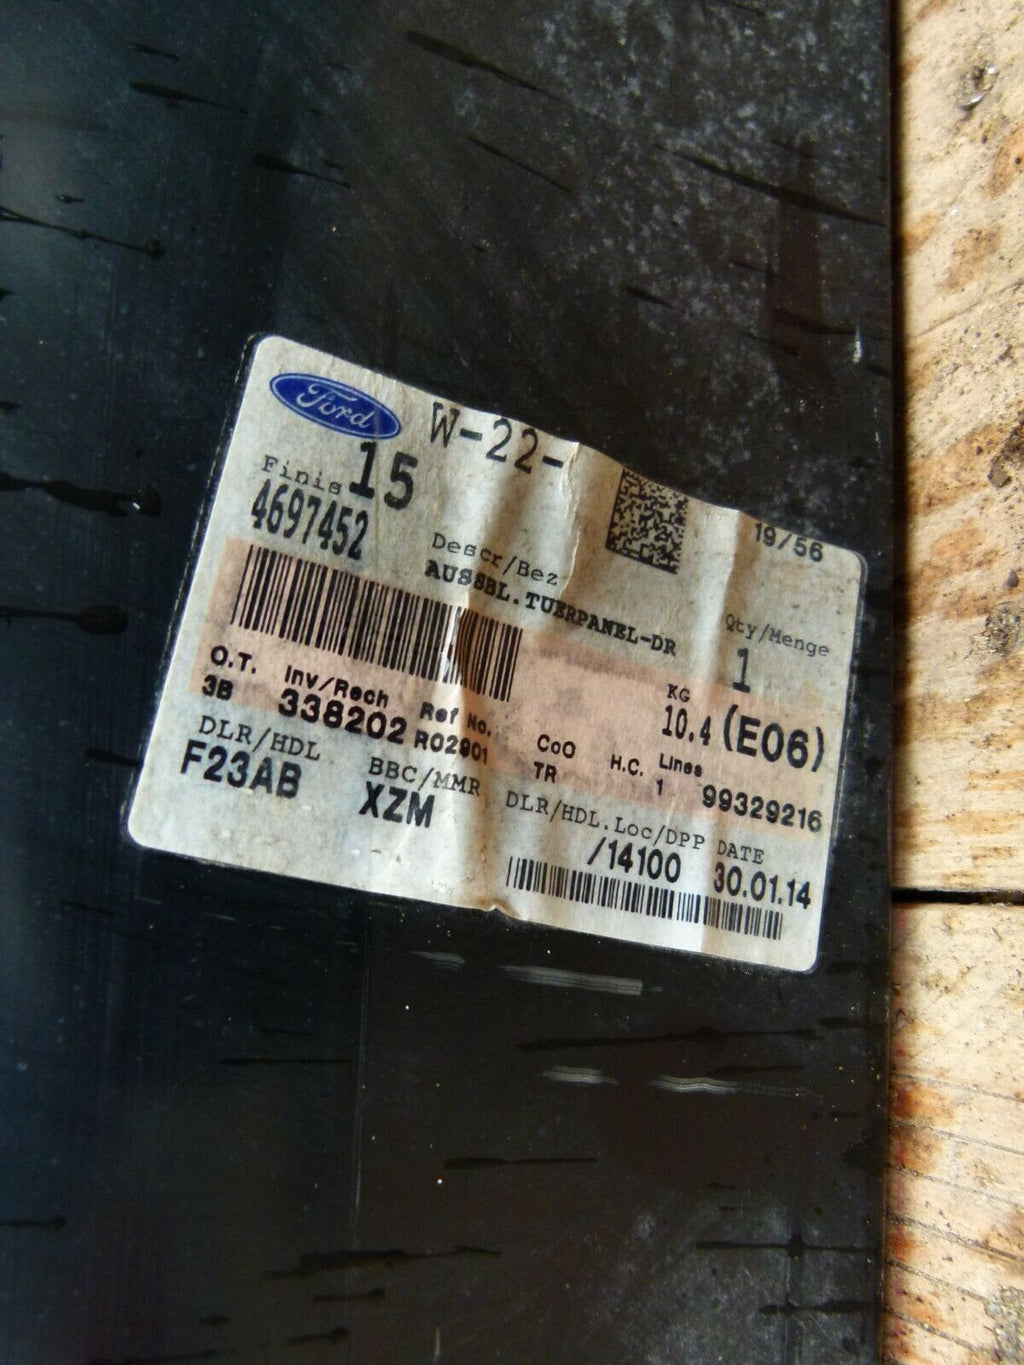 Ford W-22-
Finis 15
4697452
19/56
Descr/Bez
AUSSBL.TUERPANEL-DR
Qty/Menge
1
O.T. Inv/Rech Ref No.
3B 338202 R02901
KG
10.4 (E06)
CoO H.C. Lines
TR 1 99329216
DLR/HDL BBC/MMR DLR/HDL.Loc/DPP DATE
F23AB XZM /14100 30.01.14